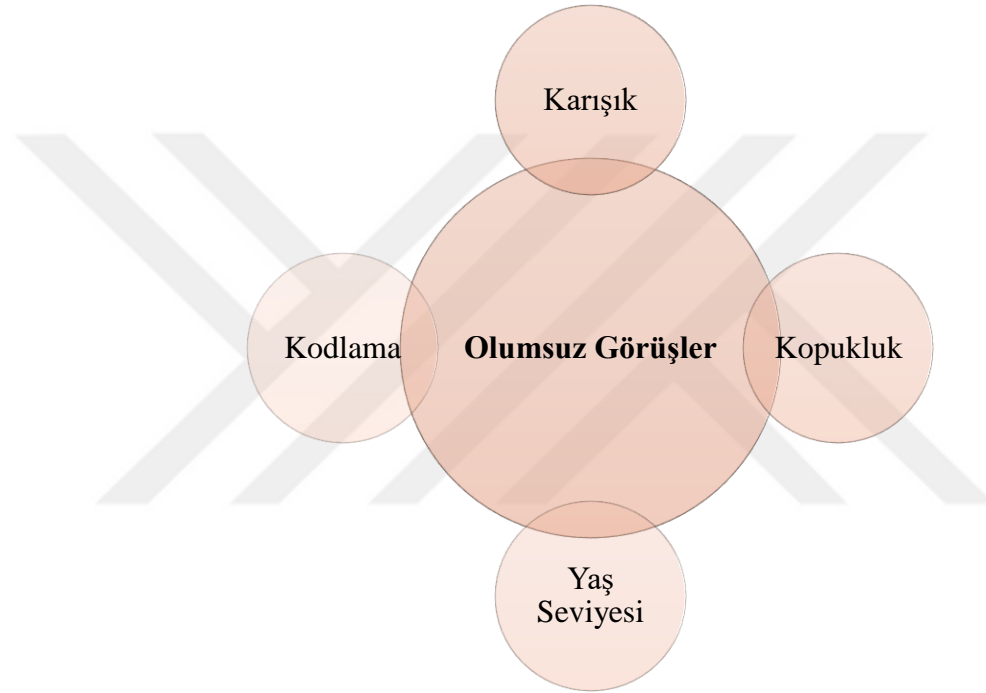 Karışık
Kodlama
Olumsuz Görüşler
Kopukluk
Yaş
Seviyesi